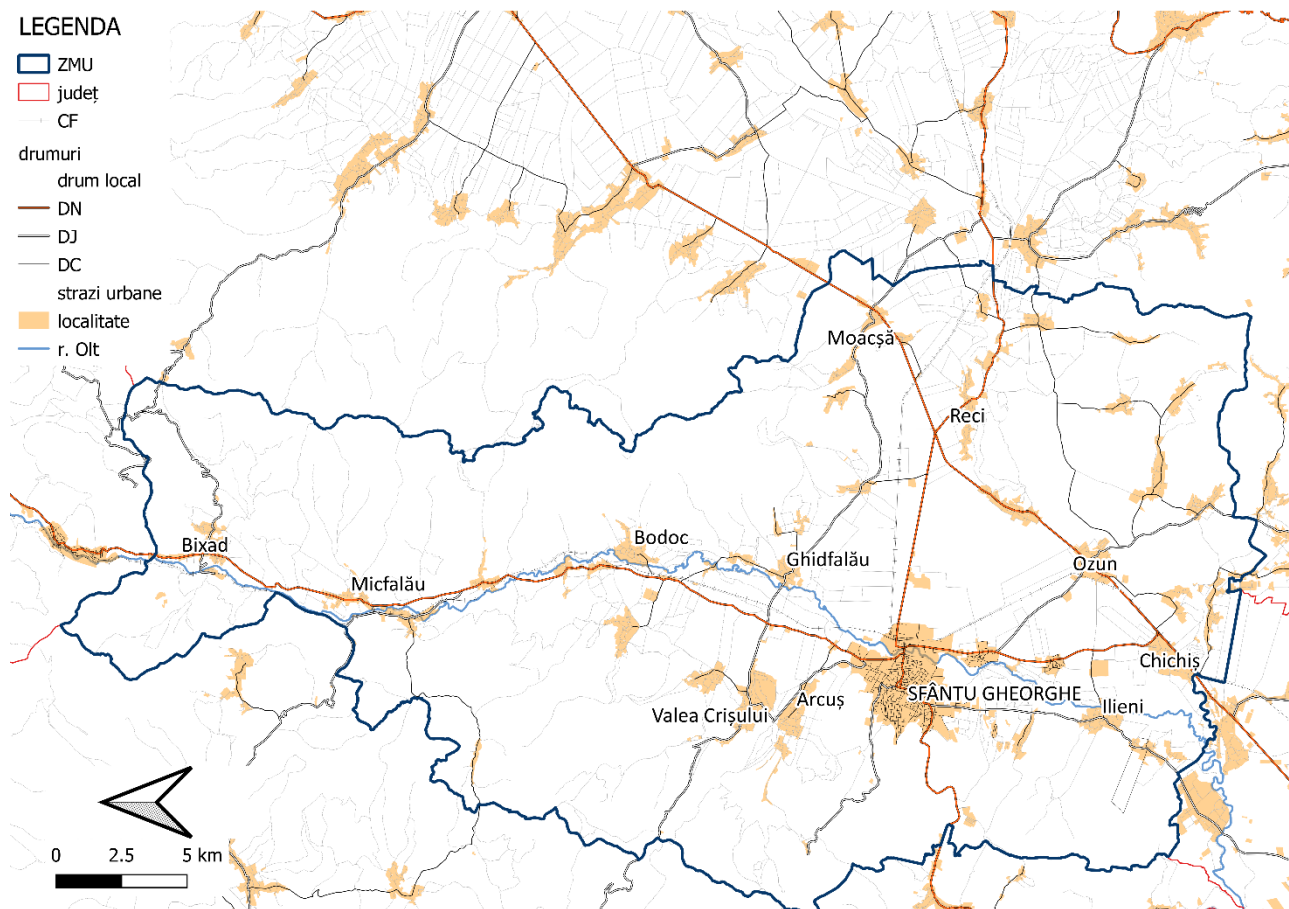 LEGENDA
ZMU
județ
CF
drumuri
drum local
DN
DJ
DC
strazi urbane
localitate
r. Olt
Moacșă
Reci
Bixad
Micfalău
Bodoc
Ghidfalău
Ozun
Chichiș
SFÂNTU GHEORGHE
Ilieni
Arcuș
Valea Crișului
0 2.5 5 km